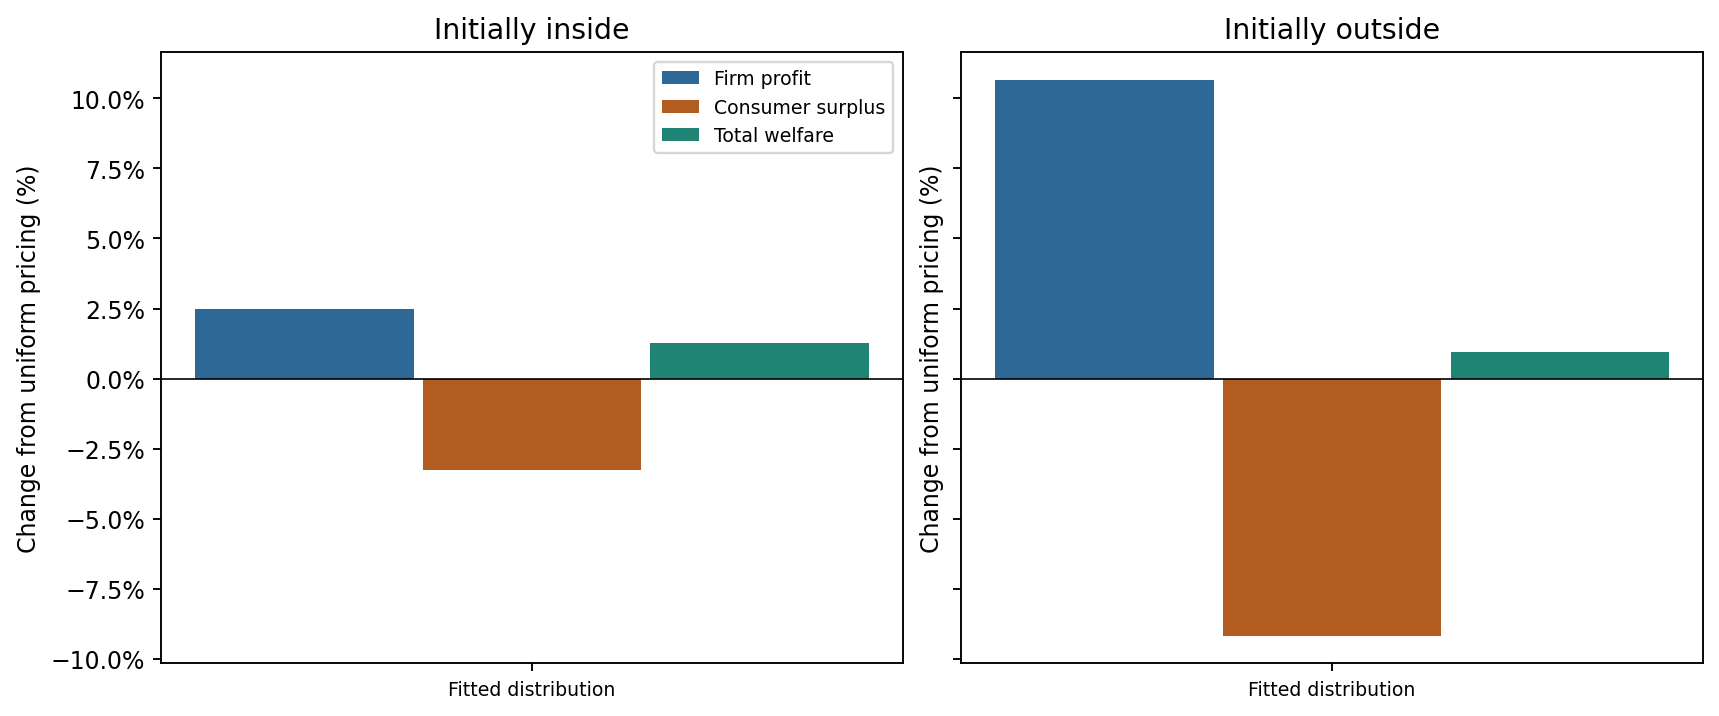 Initially inside
Initially outside
Firm profit
Consumer surplus
Total welfare
Change from uniform pricing (%)
10.0%
7.5%
5.0%
2.5%
0.0%
−2.5%
−5.0%
−7.5%
−10.0%
Fitted distribution
Change from uniform pricing (%)
Fitted distribution